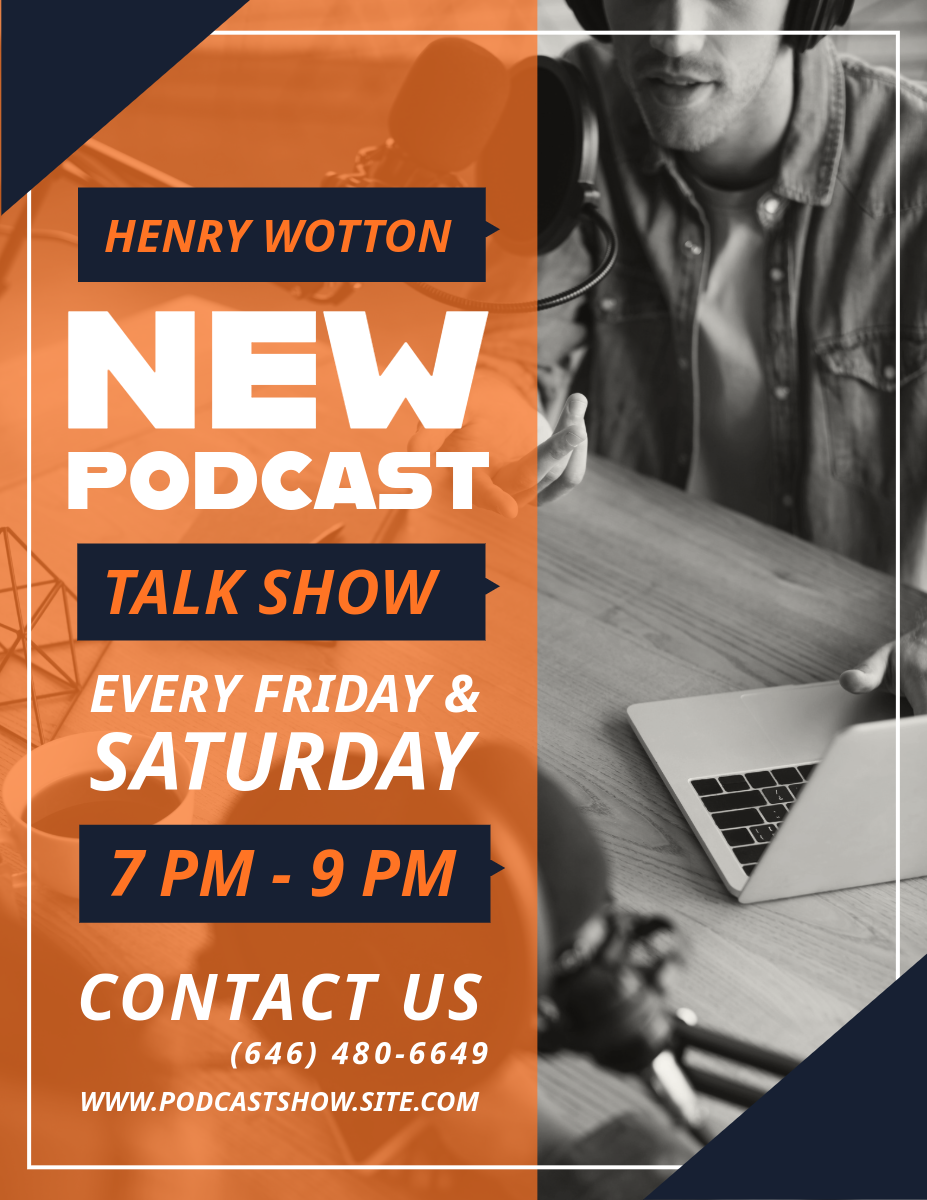 HENRY WOTTON
NEW
PODCAST
TALK SHOW
EVERY FRIDAY &
SATURDAY
7 PM - 9 PM
CONTACT US
(646) 480-6649
WWW.PODCASTSHOW.SITE.COM